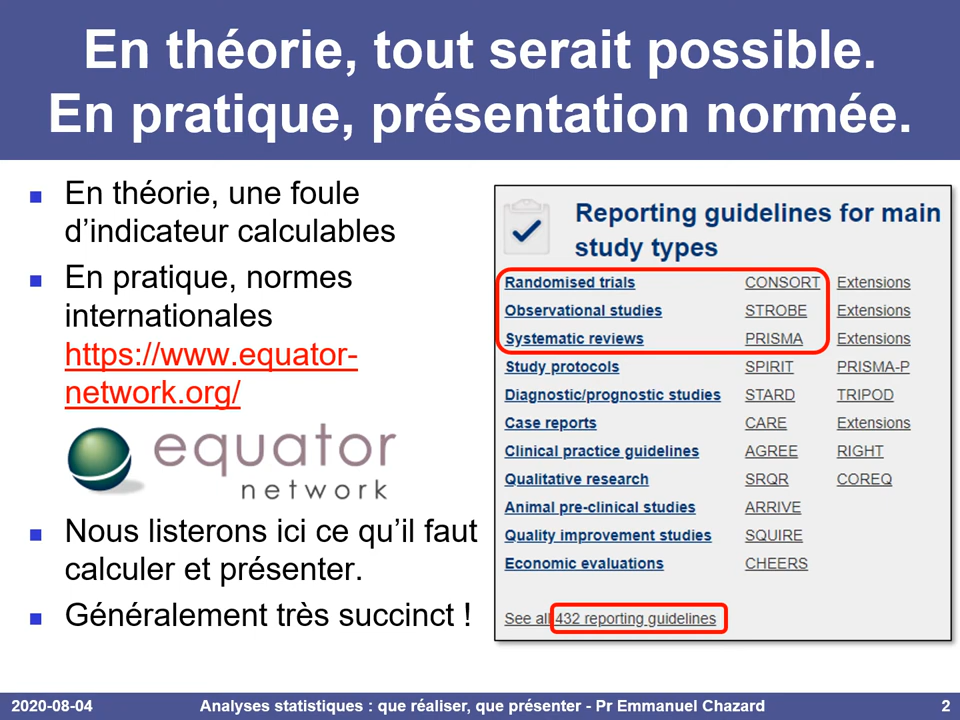 En théorie, tout serait possible.
En pratique, présentation normée.
En théorie, une foule
d’indicateur calculables
En pratique, normes
internationales
https://www.equator-
network.org/
equator
network
Nous listerons ici ce qu’il faut
calculer et présenter.
Généralement très succinct !
Reporting guidelines for main
study types
Randomised trials CONSORT Extensions
Observational studies STROBE Extensions
Systematic reviews PRISMA Extensions
Study protocols SPIRIT PRISMA-P
Diagnostic/prognostic studies STARD TRIPOD
Case reports CARE Extensions
Clinical practice guidelines AGREE RIGHT
Qualitative research SRQR COREQ
Animal pre-clinical studies ARRIVE
Quality improvement studies SQUIRE
Economic evaluations CHEERS
See all 432 reporting guidelines
2020-08-04 Analyses statistiques : que réaliser, que présenter - Pr Emmanuel Chazard 2